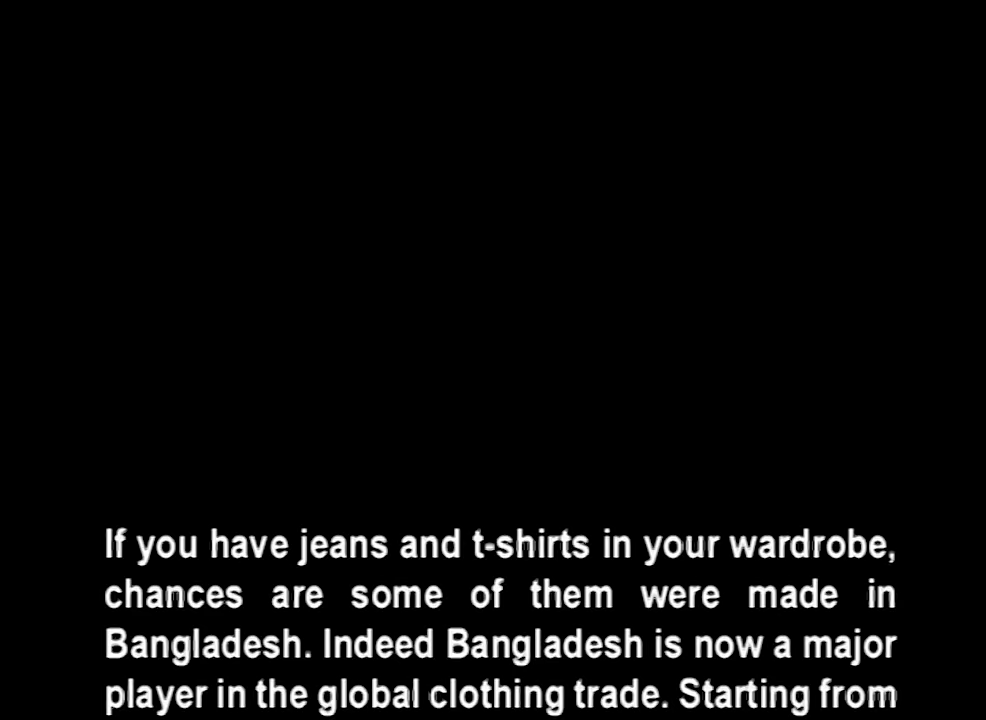 If you have jeans and t-shirts in your wardrobe,
chances are some of them were made in
Bangladesh. Indeed Bangladesh is now a major
player in the global clothing trade. Starting from